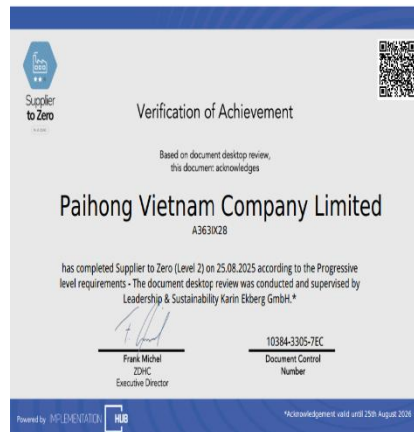 Supplier
to Zero
Verification of Achievement
Based on document desktop review,
this document acknowledges
Paihong Vietnam Company Limited
A363IX28
has completed Supplier to Zero (Level 2) on 25.08.2025 according to the Progressive
level requirements - The document desktop review was conducted and supervised by
Leadership & Sustainability Karin Ekberg GmbH.*
Frank Michel
ZDHC
Executive Director
10384-3305-7EC
Document Control
Number
Powered by IMPLEMENTATION HUB
*Acknowledgement valid until 25th August 2026